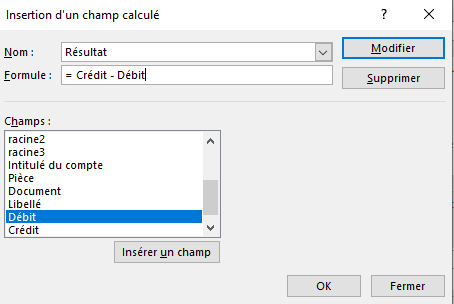 Insertion d'un champ calculé ? ×
Nom : Résultat Modifier
Formule : = Crédit - Débit Supprimer
Champs :
racine2
racine3
Intitulé du compte
Pièce
Document
Libellé
Débit
Crédit
Insérer un champ
OK Fermer